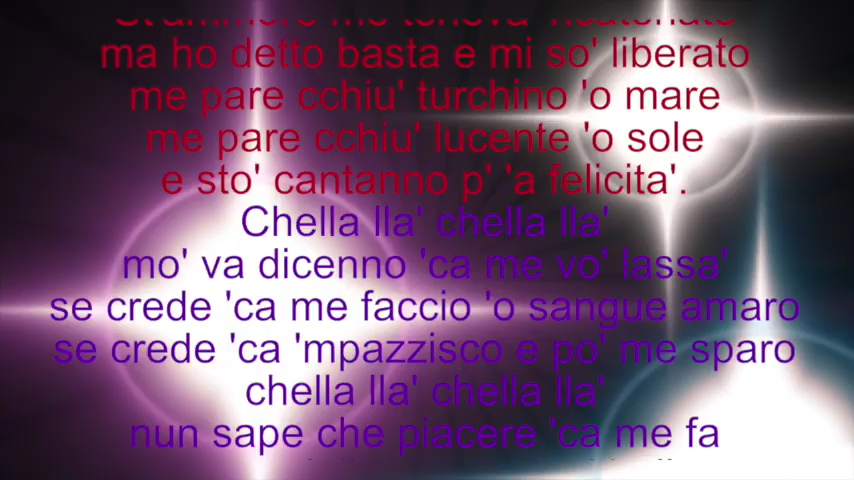 ma ho detto basta e mi so' liberato
me pare cchiu' turchino 'o mare
me pare cchiu' lucente 'o sole
e sto' cantanno p' 'a felicita'.
Chella lla' chella lla'
mo' va dicenno 'ca me vo' lassa'
se crede 'ca me faccio 'o sangue amaro
se crede 'ca 'mpazzisco e po' me sparo
chella lla' chella lla'
nun sape che piacere 'ca me fa